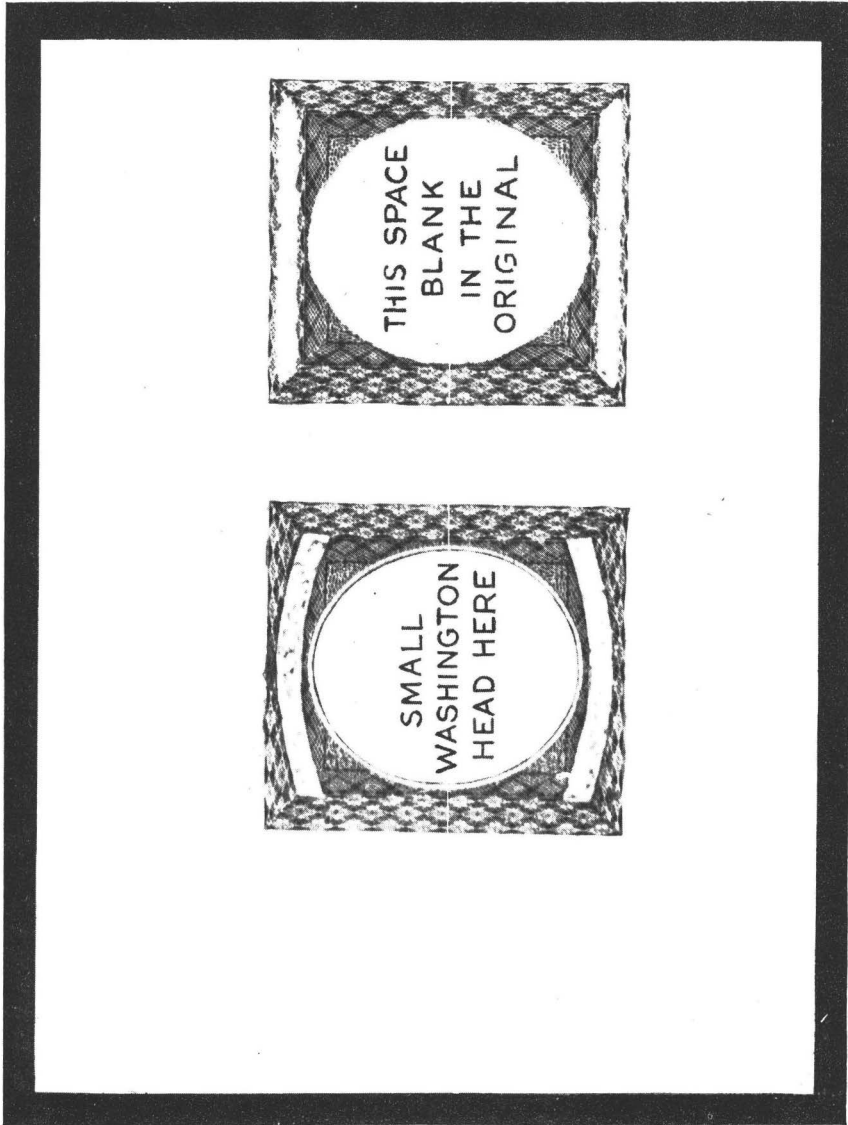 THIS SPACE
BLANK
IN THE
ORIGINAL
SMALL
WASHINGTON
HEAD HERE